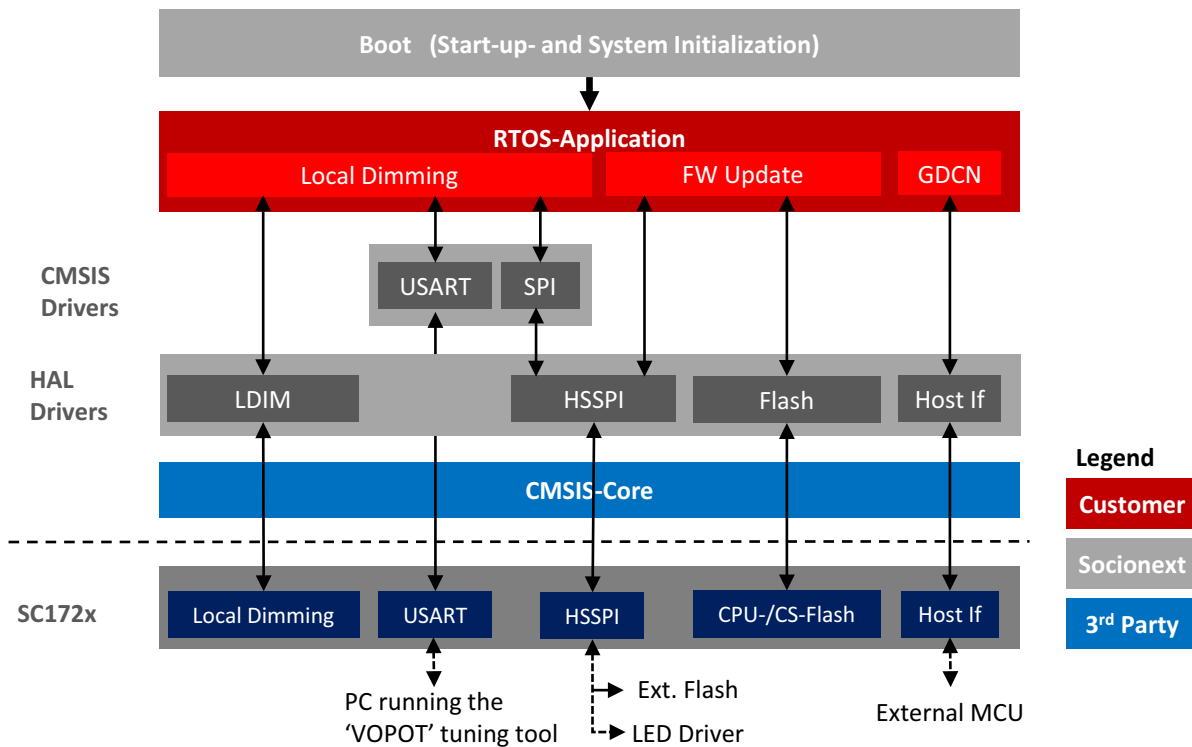 Boot (Start-up- and System Initialization)
RTOS-Application
Local Dimming
FW Update
GDCN
CMSIS
Drivers
USART
SPI
HAL
Drivers
LDIM
HSSPI
Flash
Host If
CMSIS-Core
Legend
Customer
Socionext
3rd Party
SC172x
Local Dimming
USART
HSSPI
CPU-/CS-Flash
Host If
PC running the
‘VOPOT’ tuning tool
Ext. Flash
LED Driver
External MCU